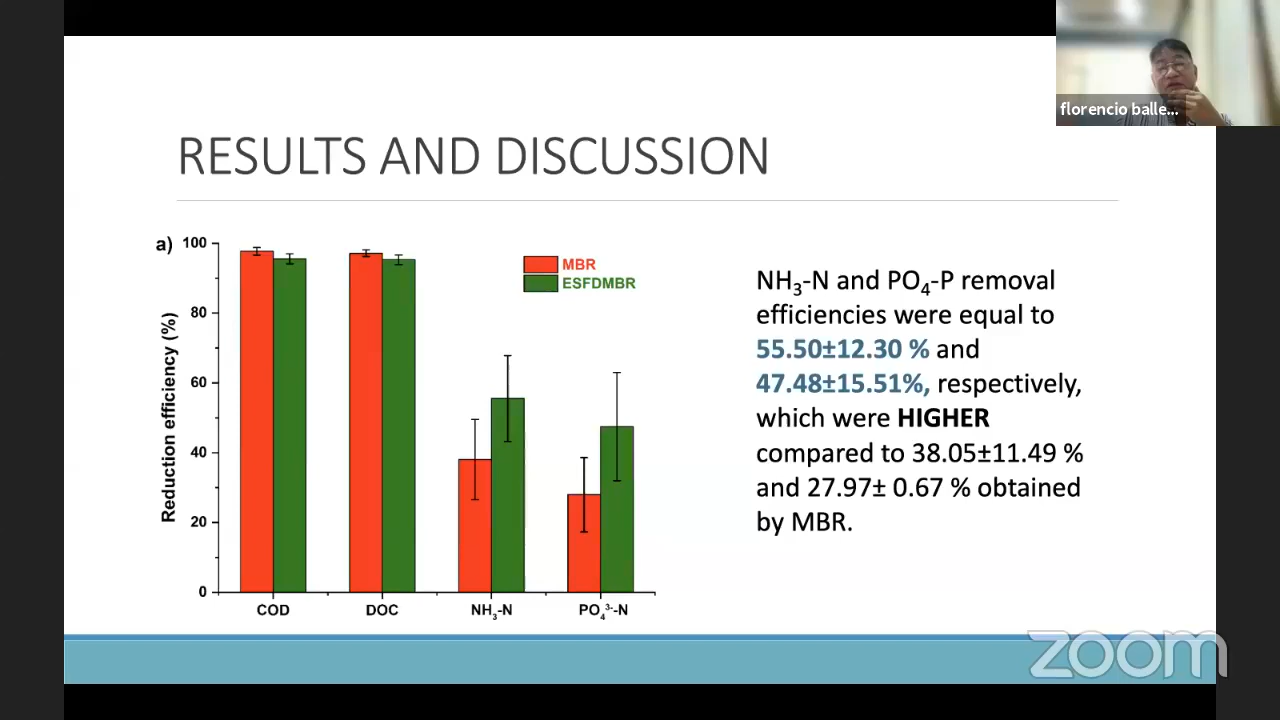 florencio balle...
RESULTS AND DISCUSSION
a)
100
80
60
40
20
0
Reduction efficiency (%)
MBR
ESFDMBR
COD
DOC
NH₃-N
PO₄³⁻-N
NH₃-N and PO₄-P removal
efficiencies were equal to
55.50±12.30 % and
47.48±15.51%, respectively,
which were HIGHER
compared to 38.05±11.49 %
and 27.97± 0.67 % obtained
by MBR.
zoom